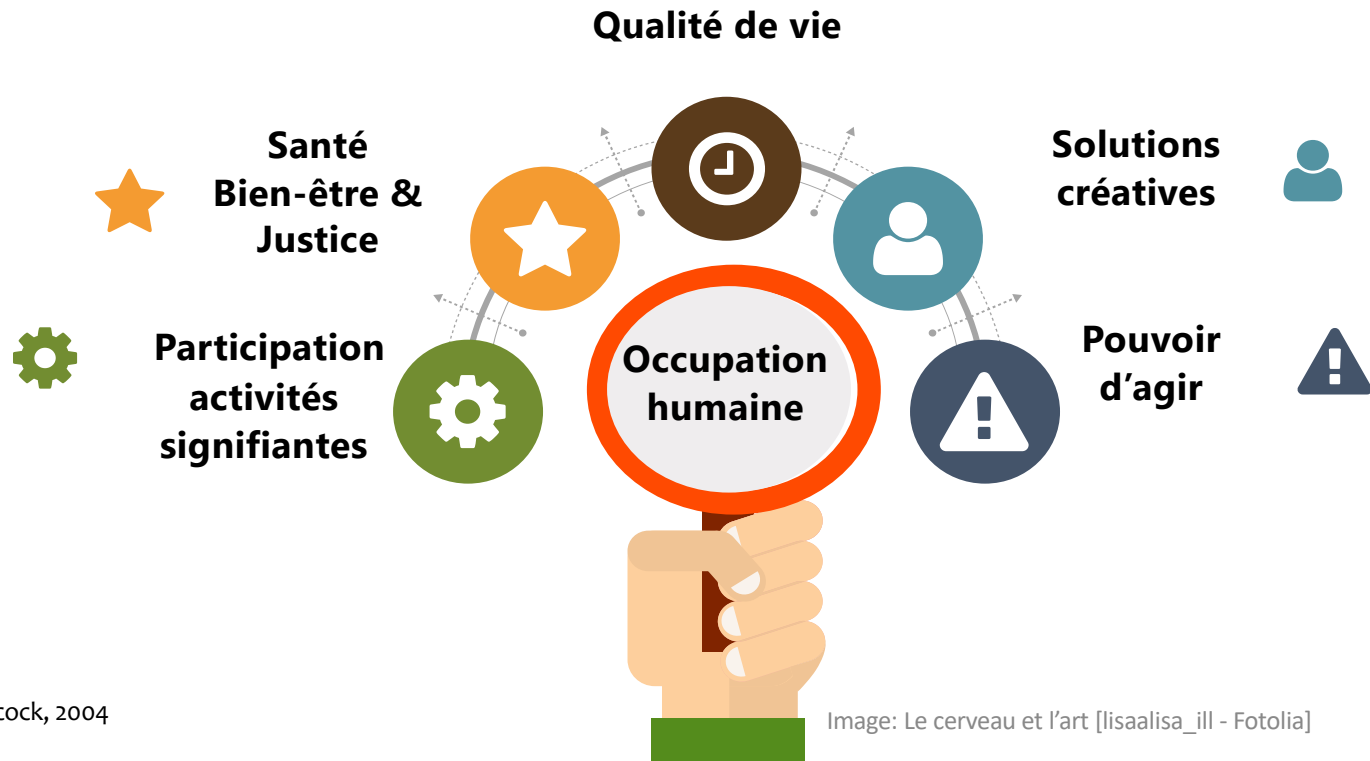 Qualité de vie
Santé
Bien-être &
Justice
Solutions
créatives
Participation
activités
signifiantes
Occupation
humaine
Pouvoir
d’agir
cock, 2004
Image: Le cerveau et l’art [lisaalisa_ill - Fotolia]